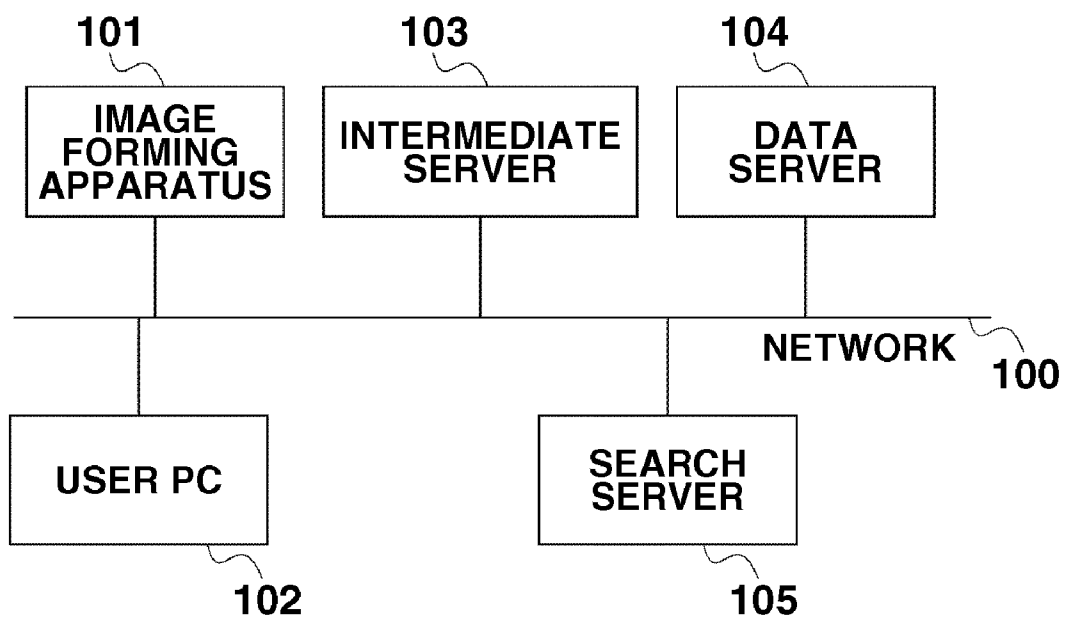 101
103
104
IMAGE
FORMING
APPARATUS
INTERMEDIATE
SERVER
DATA
SERVER
NETWORK
100
USER PC
SEARCH
SERVER
102
105